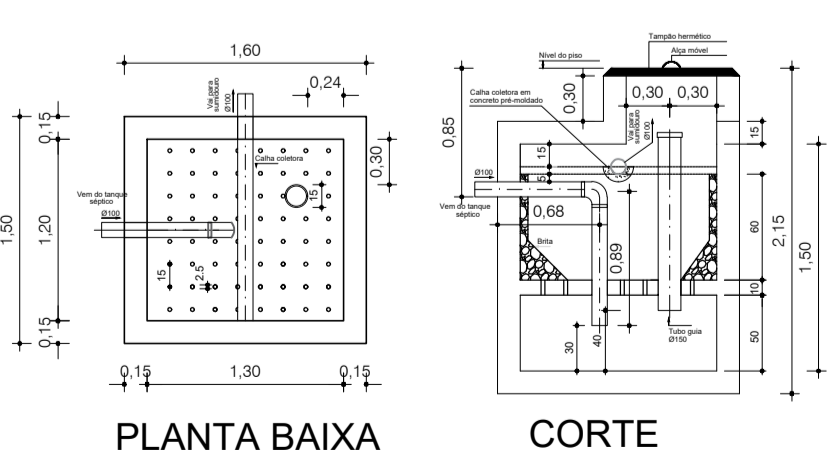 1,60
0,24
Vai para
sumidouro
Ø100
Calha coletora
0,15
0,30
1,50
1,20
15
Vem do tanque
séptico
Ø100
15
2.5
0,15
0,15
1,30
0,15
PLANTA BAIXA
Tampão hermético
Alça móvel
Nível do piso
Calha coletora em
concreto pré-moldado
0,30
0,30
0,30
Vai para
sumidouro
Ø100
0,85
15
15
5
Ø100
Vem do tanque
séptico
0,68
0,89
Brita
60
2,15
1,50
10
Tubo guia
Ø150
30
40
50
CORTE